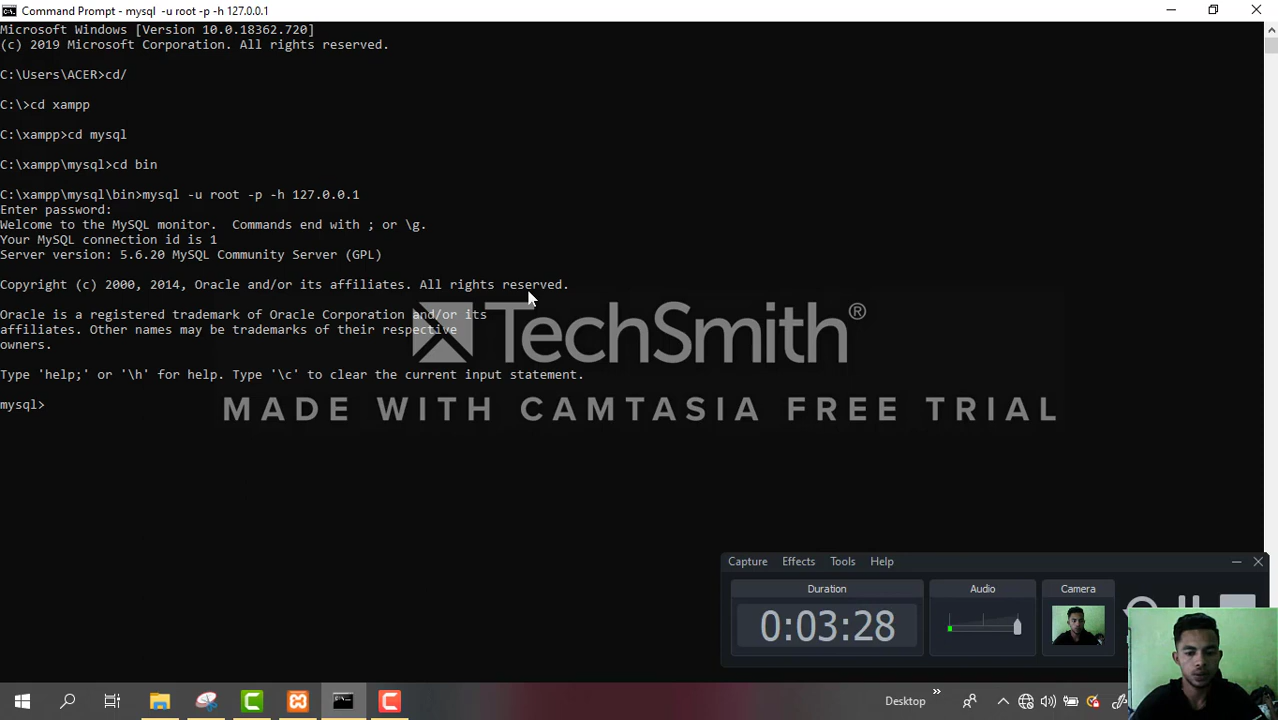 Command Prompt - mysql -u root -p -h 127.0.0.1
Microsoft Windows [Version 10.0.18362.720]
(c) 2019 Microsoft Corporation. All rights reserved.
C:\Users\ACER>cd/
C:\>cd xampp
C:\xampp>cd mysql
C:\xampp\mysql>cd bin
C:\xampp\mysql\bin>mysql -u root -p -h 127.0.0.1
Enter password:
Welcome to the MySQL monitor.  Commands end with ; or \g.
Your MySQL connection id is 1
Server version: 5.6.20 MySQL Community Server (GPL)
Copyright (c) 2000, 2014, Oracle and/or its affiliates. All rights reserved.
Oracle is a registered trademark of Oracle Corporation and/or its
affiliates. Other names may be trademarks of their respective
owners.
Type 'help;' or '\h' for help. Type '\c' to clear the current input statement.
mysql>
TechSmith®
MADE WITH CAMTASIA FREE TRIAL
Capture Effects Tools Help
Duration Audio Camera
0:03:28
Desktop